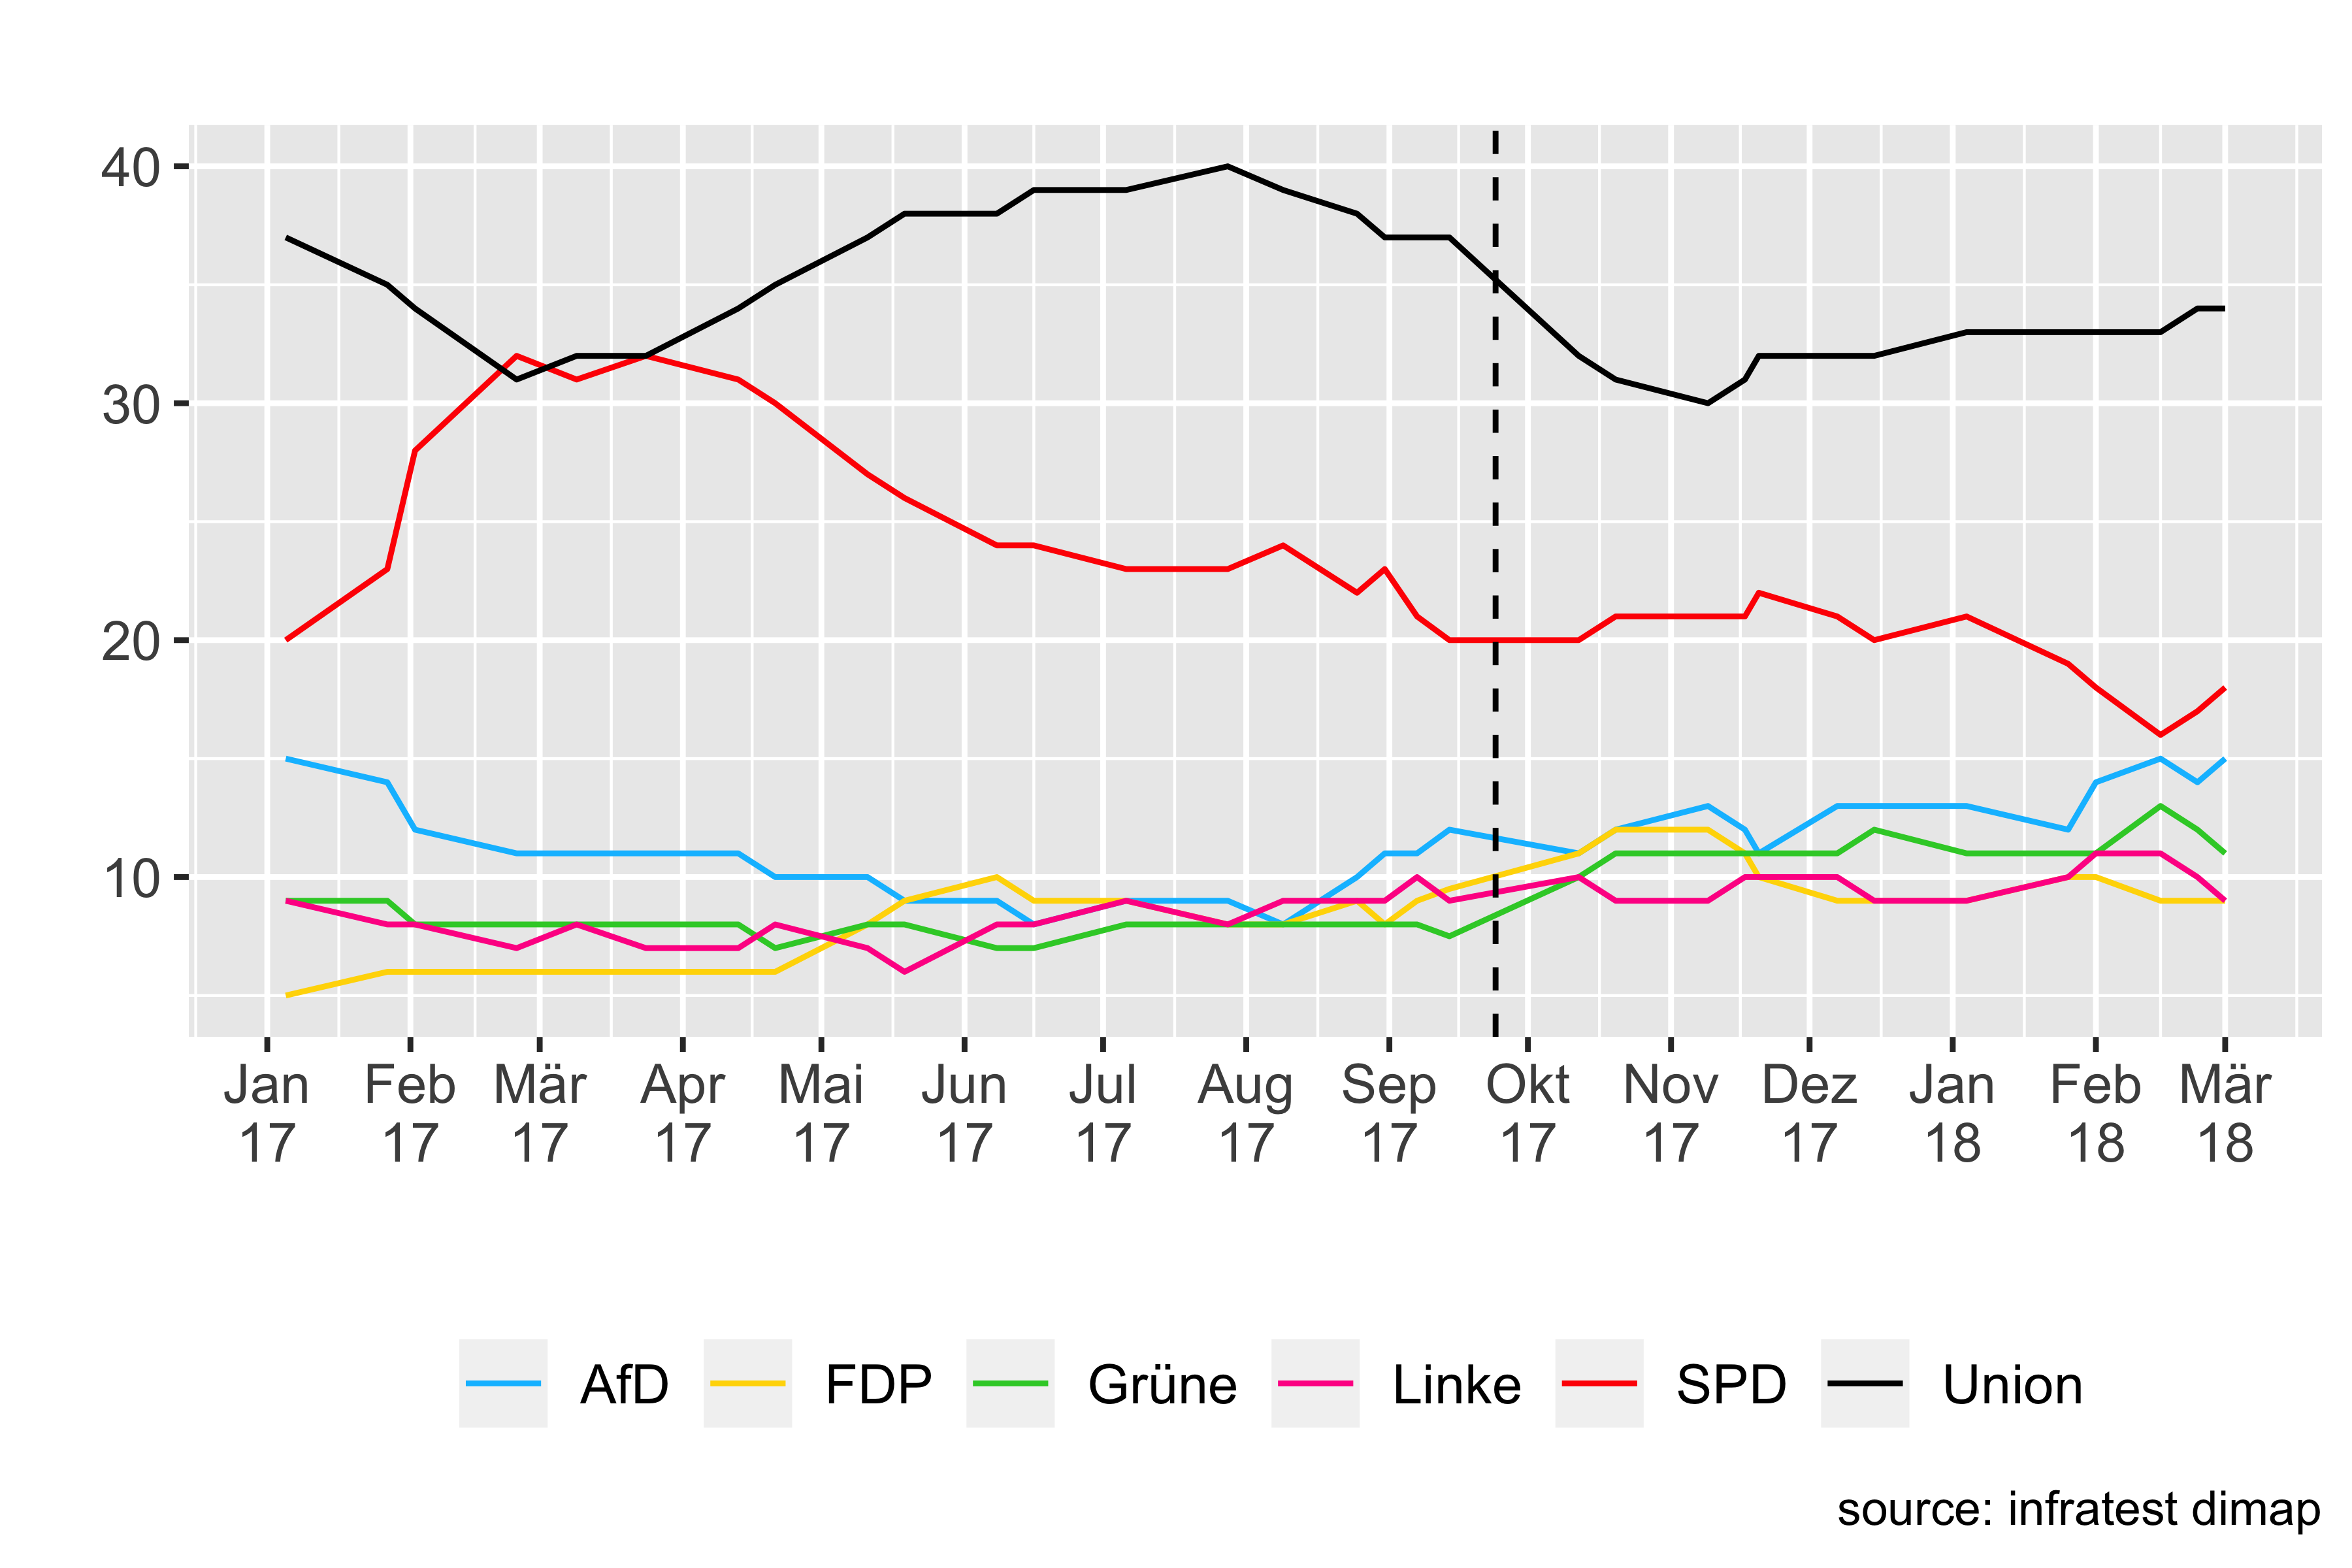 40
30
20
10
Jan Feb Mär Apr Mai Jun Jul Aug Sep Okt Nov Dez Jan Feb Mär
17 17 17 17 17 17 17 17 17 17 17 17 18 18 18
AfD FDP Grüne Linke SPD Union
source: infratest dimap